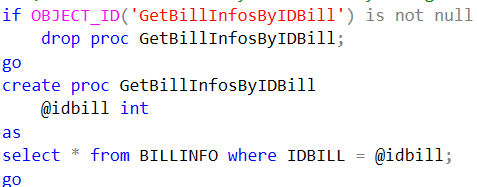 if OBJECT_ID('GetBillInfosByIDBill') is not null
    drop proc GetBillInfosByIDBill;
go
create proc GetBillInfosByIDBill
    @idbill int
as
select * from BILLINFO where IDBILL = @idbill;
go